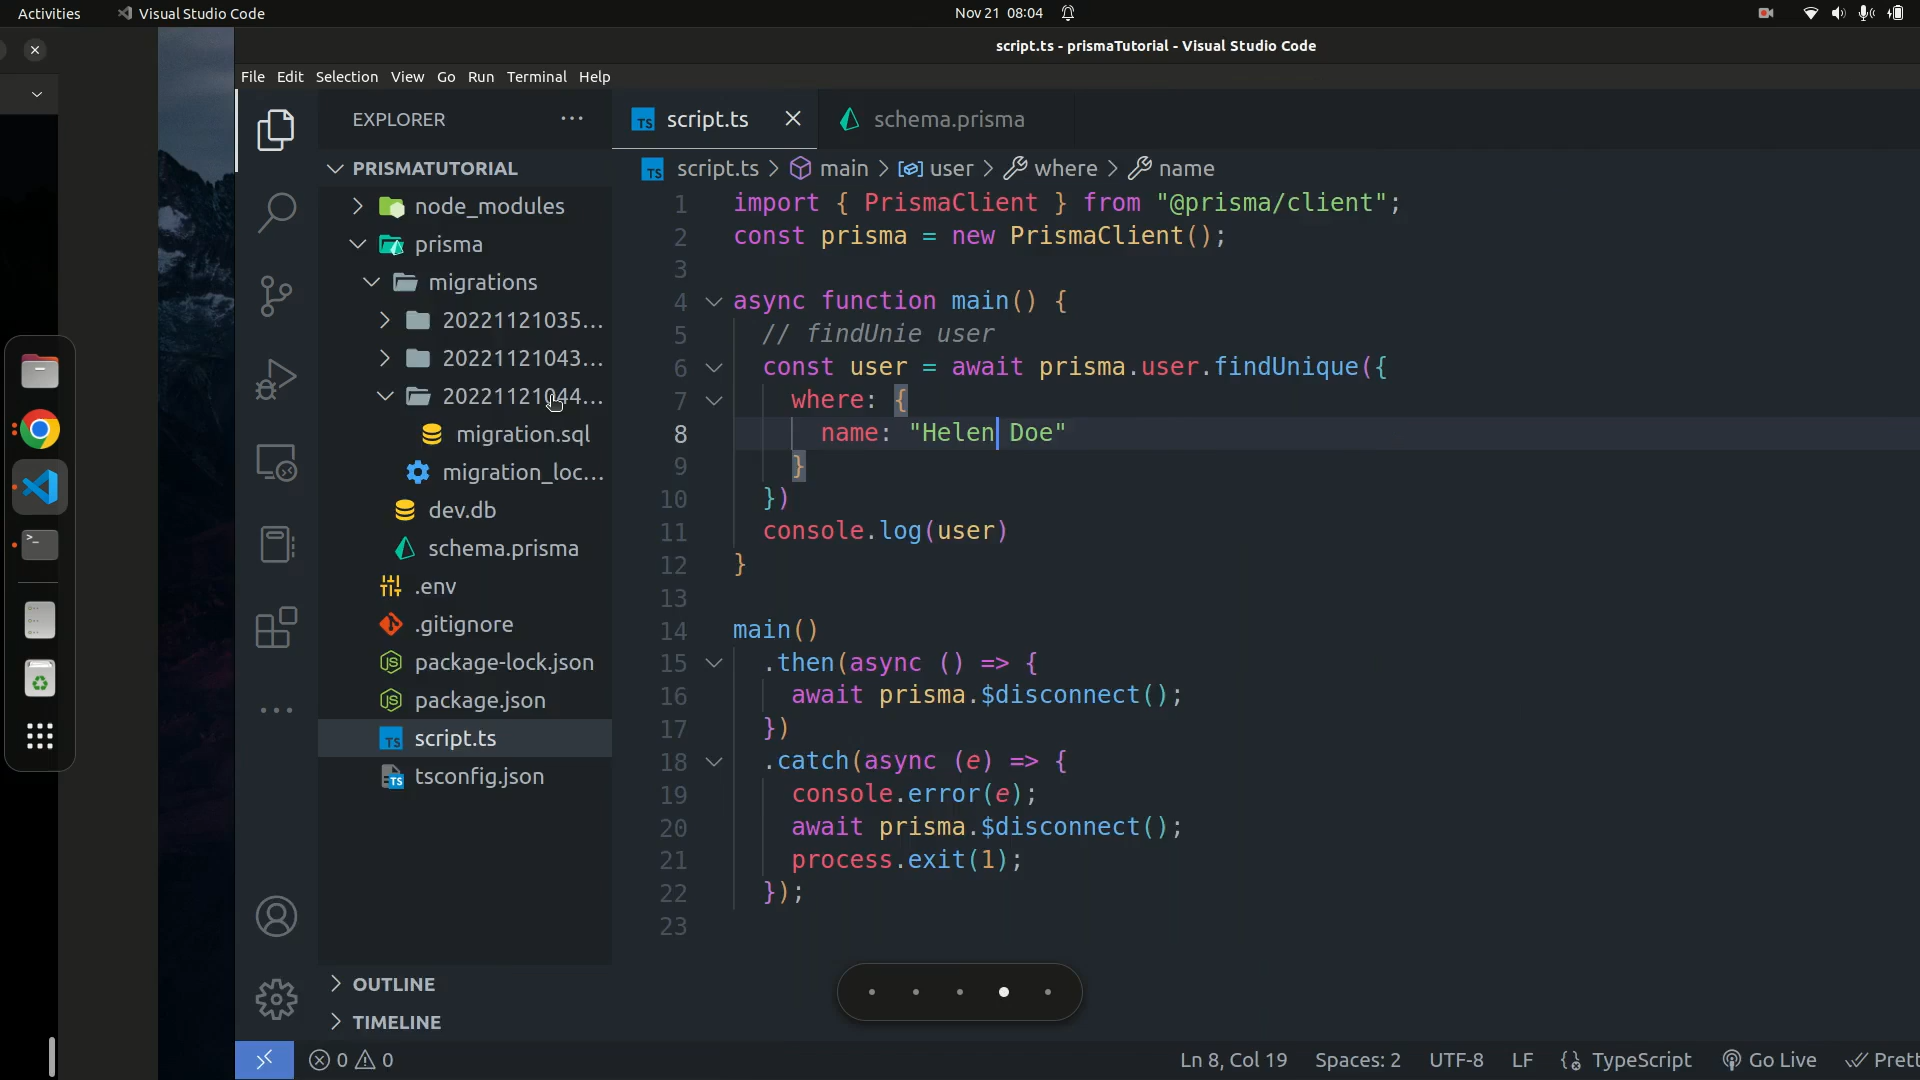 Activities
Visual Studio Code
Nov 21 08:04
script.ts - prismaTutorial - Visual Studio Code
File Edit Selection View Go Run Terminal Help
EXPLORER ...
PRISMATUTORIAL
node_modules
prisma
migrations
20221121035...
20221121043...
20221121044...
migration.sql
migration_loc...
dev.db
schema.prisma
.env
.gitignore
package-lock.json
package.json
TS script.ts
TS tsconfig.json
OUTLINE
TIMELINE
TS script.ts
schema.prisma
TS script.ts > main > user > where > name
1 import { PrismaClient } from "@prisma/client";
2 const prisma = new PrismaClient();
3
4 async function main() {
5 // findUnie user
6 const user = await prisma.user.findUnique({
7 where: {
8 name: "Helen Doe"
9 }
10 })
11 console.log(user)
12 }
13
14 main()
15 .then(async () => {
16 await prisma.$disconnect();
17 })
18 .catch(async (e) => {
19 console.error(e);
20 await prisma.$disconnect();
21 process.exit(1);
22 });
23
0 0
Ln 8, Col 19 Spaces: 2 UTF-8 LF TypeScript Go Live Prett